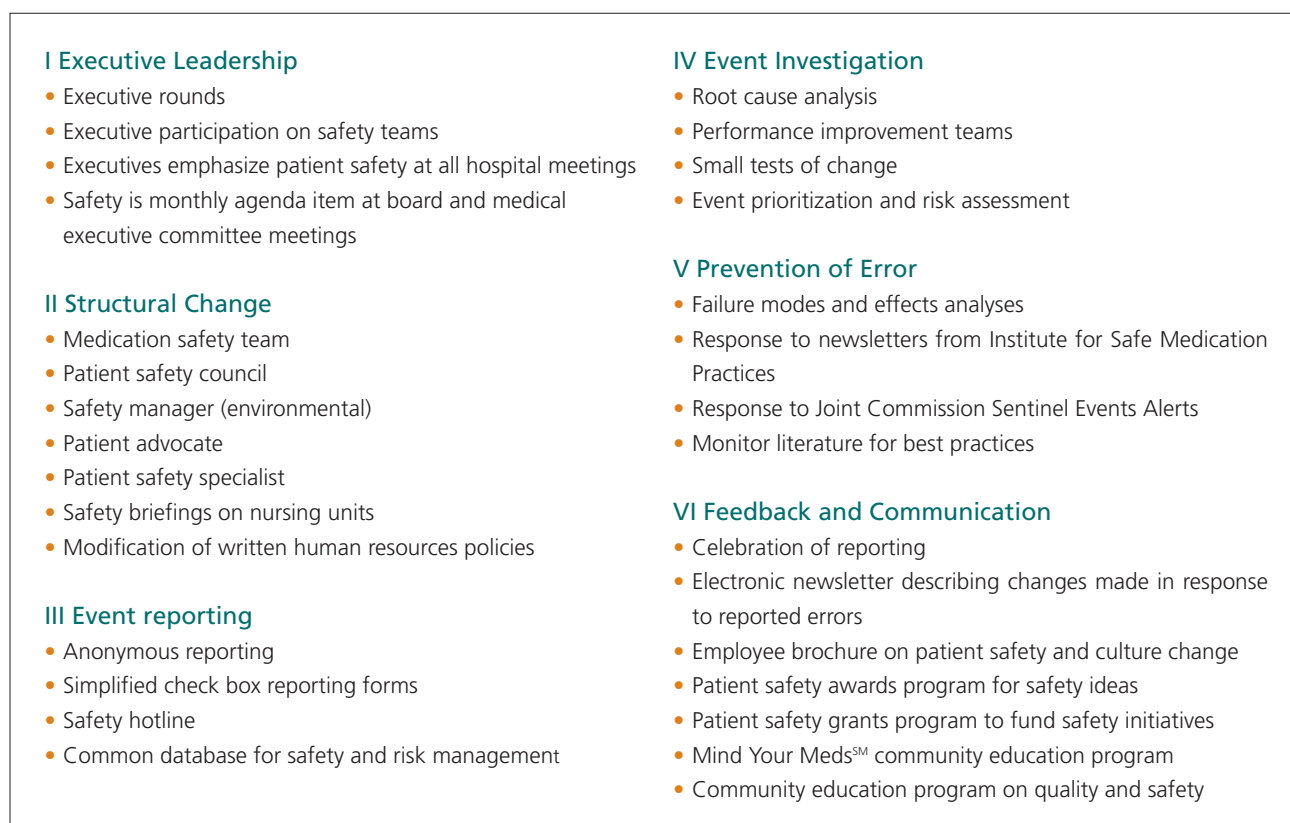 I Executive Leadership
• Executive rounds
• Executive participation on safety teams
• Executives emphasize patient safety at all hospital meetings
• Safety is monthly agenda item at board and medical
executive committee meetings
II Structural Change
• Medication safety team
• Patient safety council
• Safety manager (environmental)
• Patient advocate
• Patient safety specialist
• Safety briefings on nursing units
• Modification of written human resources policies
III Event reporting
• Anonymous reporting
• Simplified check box reporting forms
• Safety hotline
• Common database for safety and risk management
IV Event Investigation
• Root cause analysis
• Performance improvement teams
• Small tests of change
• Event prioritization and risk assessment
V Prevention of Error
• Failure modes and effects analyses
• Response to newsletters from Institute for Safe Medication
Practices
• Response to Joint Commission Sentinel Events Alerts
• Monitor literature for best practices
VI Feedback and Communication
• Celebration of reporting
• Electronic newsletter describing changes made in response
to reported errors
• Employee brochure on patient safety and culture change
• Patient safety awards program for safety ideas
• Patient safety grants program to fund safety initiatives
• Mind Your Meds℠ community education program
• Community education program on quality and safety